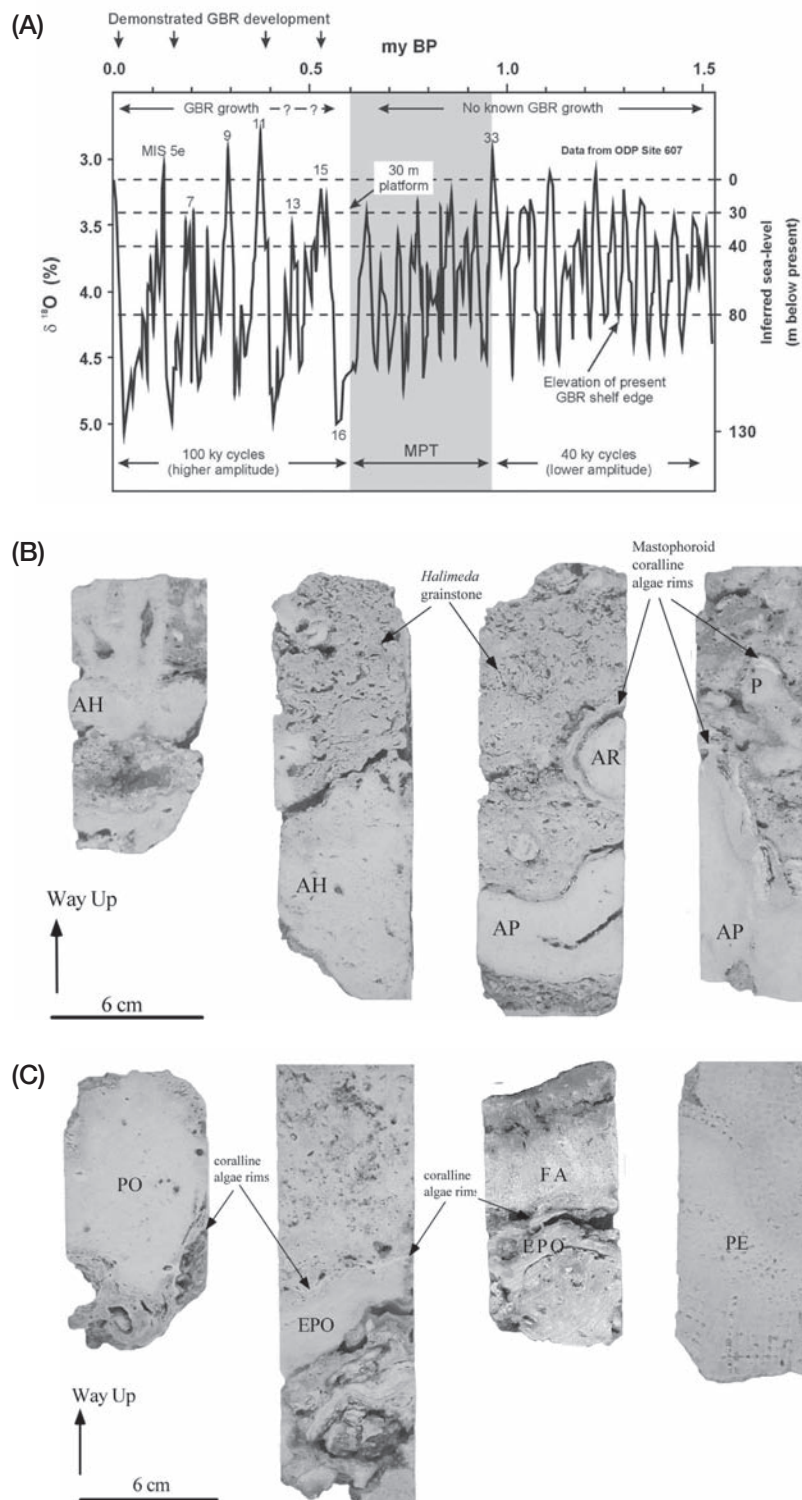 (A)
Demonstrated GBR development
my BP
0.0 0.5 1.0 1.5
GBR growth - ? - ?
No known GBR growth
11
9
33
MIS 5e
Data from ODP Site 607
15
3.0
0
30 m
platform
7
13
3.5
30
40
δ 18O (%)
4.0
80
4.5
Elevation of present
GBR shelf edge
5.0
16
130
Inferred sea-level
(m below present)
100 ky cycles
(higher amplitude)
MPT
40 ky cycles
(lower amplitude)
(B)
Halimeda
grainstone
Mastophoroid
coralline
algae rims
AH
P
AR
AH
AP
AP
Way Up
6 cm
(C)
PO
coralline
algae rims
coralline
algae rims
FA
EPO
EPO
PE
Way Up
6 cm